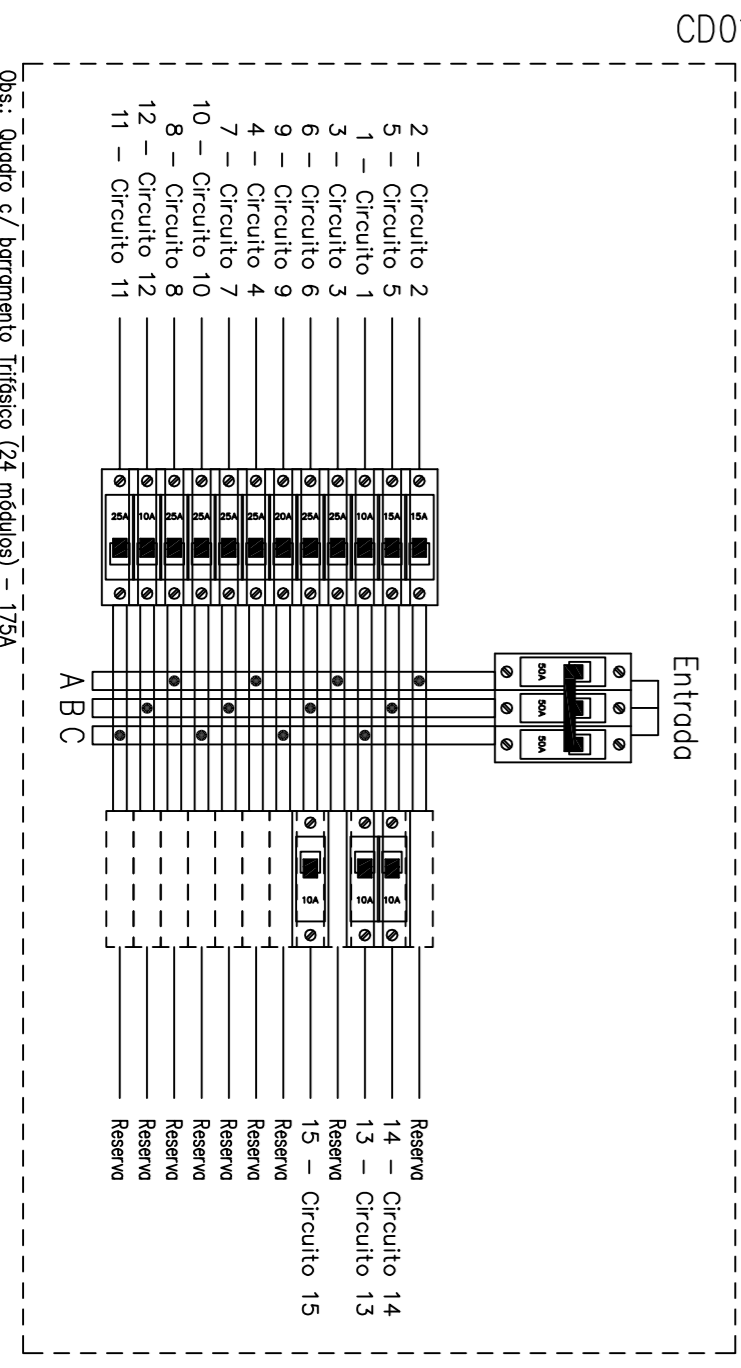 CD01
Entrada
50A
50A
50A
2 - Circuito 2
5 - Circuito 5
1 - Circuito 1
3 - Circuito 3
6 - Circuito 6
9 - Circuito 9
4 - Circuito 4
7 - Circuito 7
10 - Circuito 10
8 - Circuito 8
12 - Circuito 12
11 - Circuito 11
15A
15A
10A
25A
25A
20A
25A
25A
25A
25A
10A
25A
A
B
C
10A
10A
10A
Reserva
14 - Circuito 14
13 - Circuito 13
Reserva
15 - Circuito 15
Reserva
Reserva
Reserva
Reserva
Reserva
Reserva
Reserva
Obs.: Quadro c/ barramento Trifásico (24 módulos) - 175A